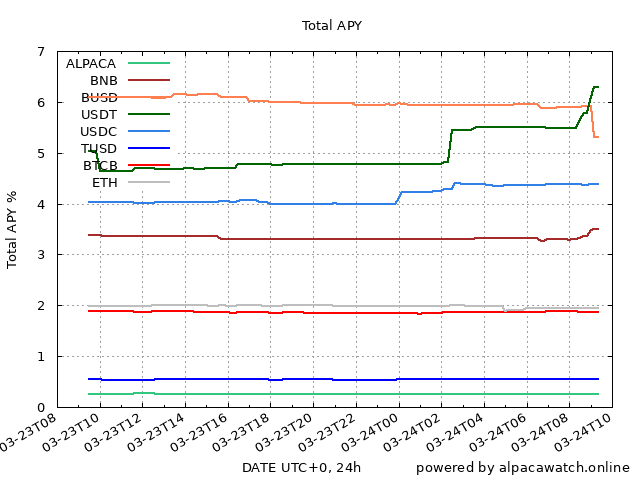 Total APY
7
6
5
4
3
2
1
0
Total APY %
ALPACA
BNB
BUSD
USDT
USDC
TUSD
BTCB
ETH
03-23T08
03-23T10
03-23T12
03-23T14
03-23T16
03-23T18
03-23T20
03-23T22
03-24T00
03-24T02
03-24T04
03-24T06
03-24T08
03-24T10
DATE UTC+0, 24h
powered by alpacawatch.online